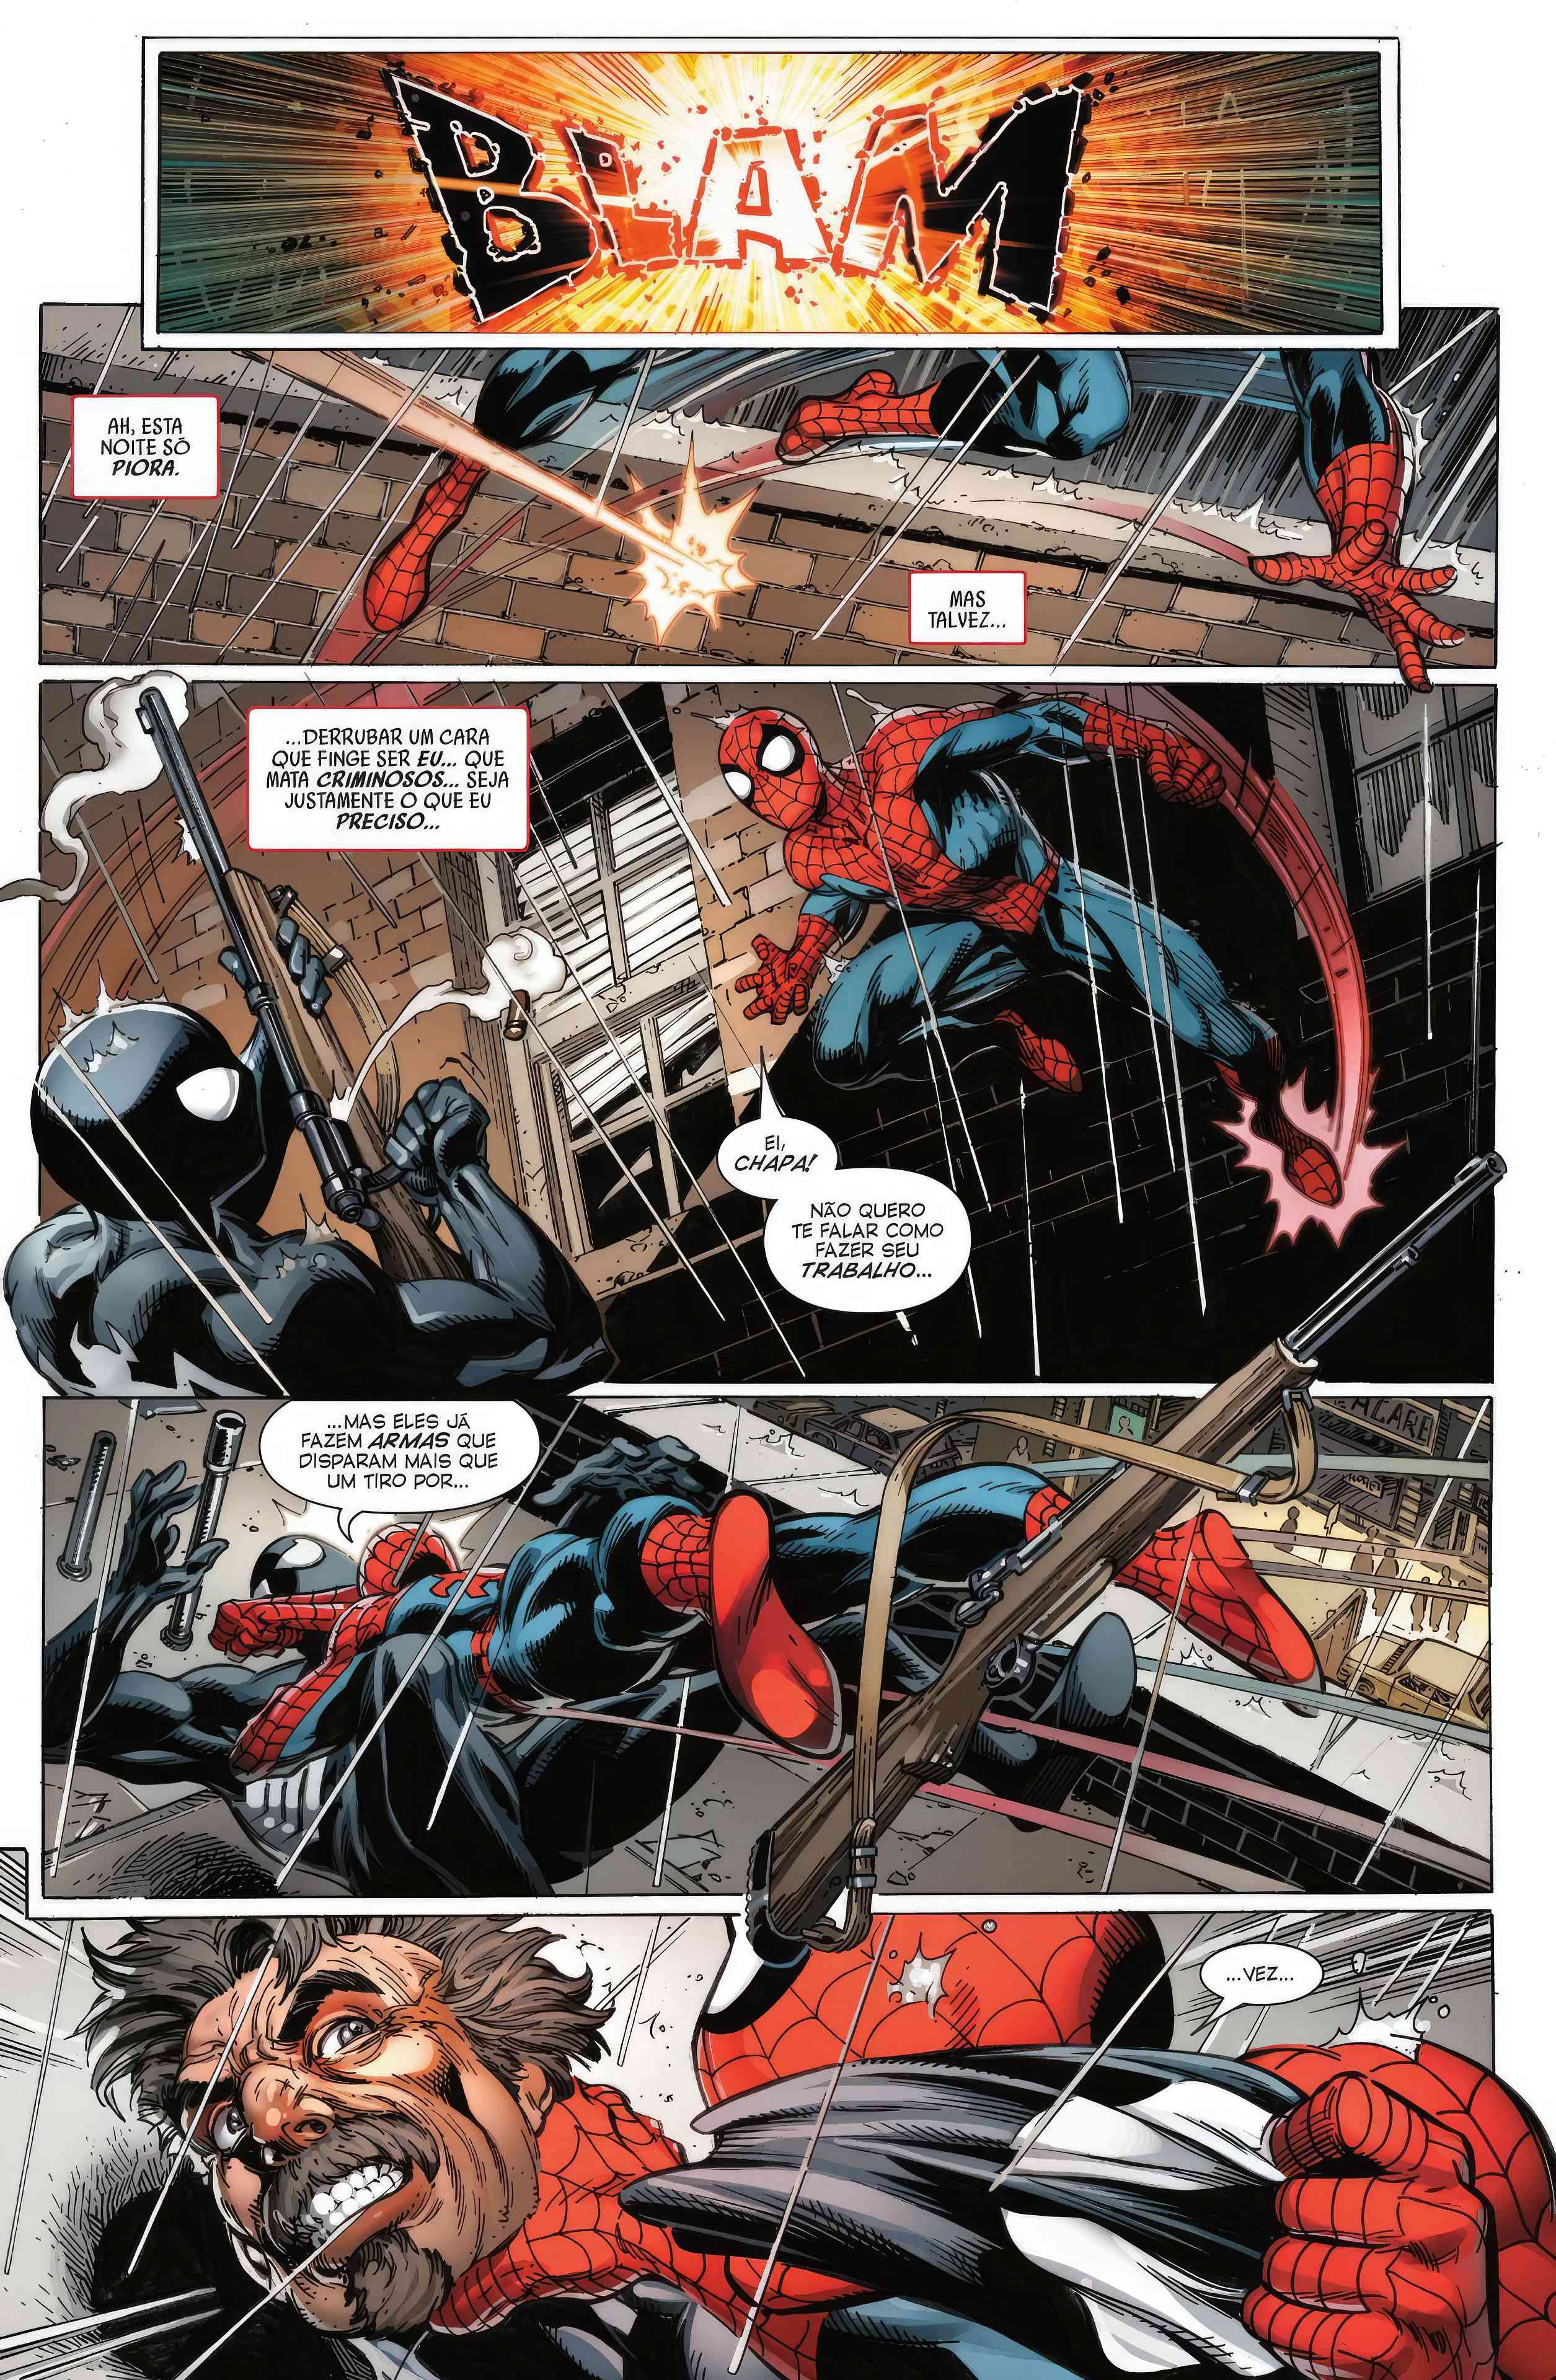 BLAM
AH, ESTA
NOITE SÓ
PIORA.
MAS
TALVEZ...
...DERRUBAR UM CARA
QUE FINGE SER EU... QUE
MATA CRIMINOSOS... SEJA
JUSTAMENTE O QUE EU
PRECISO...
EI,
CHAPA!
NÃO QUERO
TE FALAR COMO
FAZER SEU
TRABALHO...
...MAS ELES JÁ
FAZEM ARMAS QUE
DISPARAM MAIS QUE
UM TIRO POR...
...VEZ...